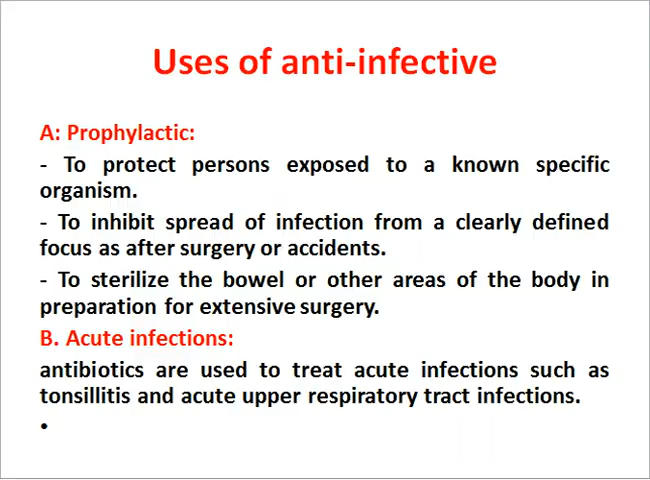 Uses of anti-infective
A: Prophylactic:
- To protect persons exposed to a known specific
organism.
- To inhibit spread of infection from a clearly defined
focus as after surgery or accidents.
- To sterilize the bowel or other areas of the body in
preparation for extensive surgery.
B. Acute infections:
antibiotics are used to treat acute infections such as
tonsillitis and acute upper respiratory tract infections.
•